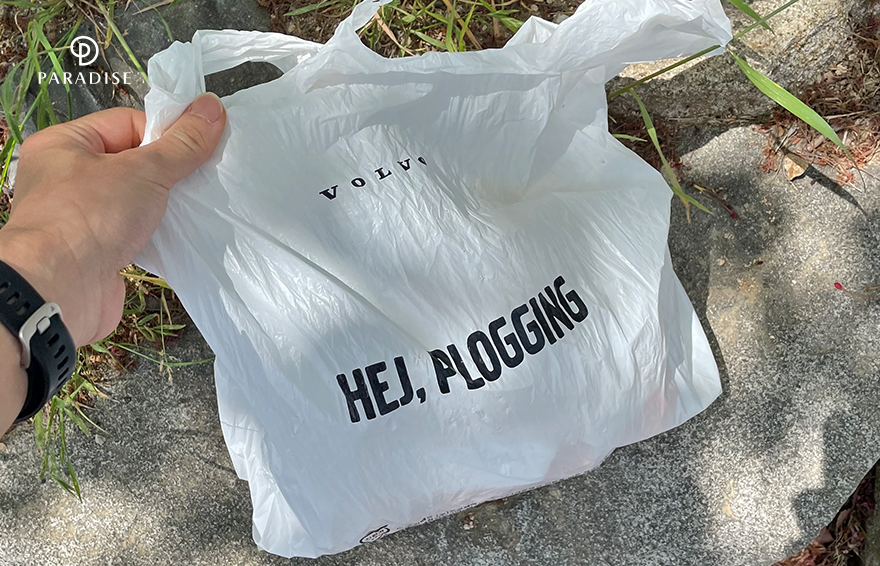 PARADISE
VOLVO
HEJ, PLOGGING